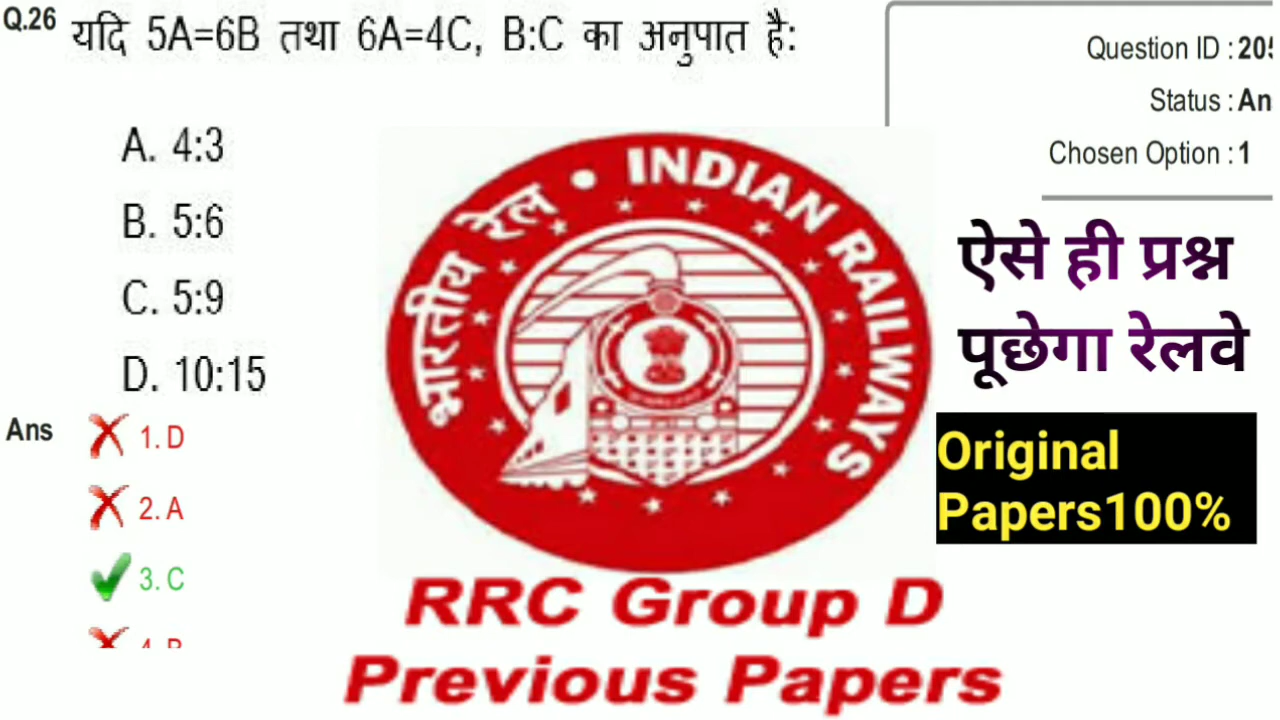 Q.26 यदि 5A=6B तथा 6A=4C, B:C का अनुपात है:
A. 4:3
B. 5:6
C. 5:9
D. 10:15
Ans
1. D
2. A
3. C
Question ID :
Status :
Chosen Option : 1
ऐसे ही प्रश्न
पूछेगा रेलवे
Original
Papers100%
भारतीय रेल • INDIAN RAILWAYS
RRC Group D
Previous Papers